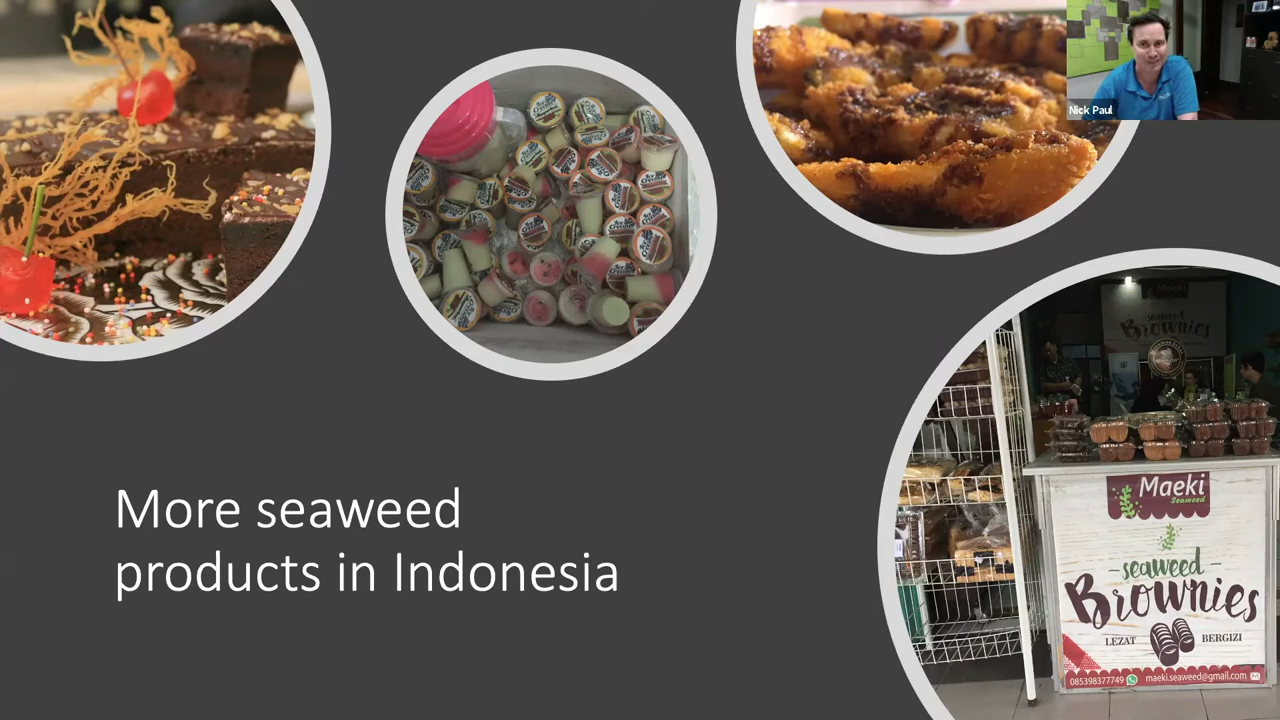 Nick Paul
More seaweed
products in Indonesia
Maeki
seaweed
Brownies
Maeki
Seaweed
seaweed
Brownies
LEZAT BERGIZI
085398377749 maeki.seaweed@gmail.com